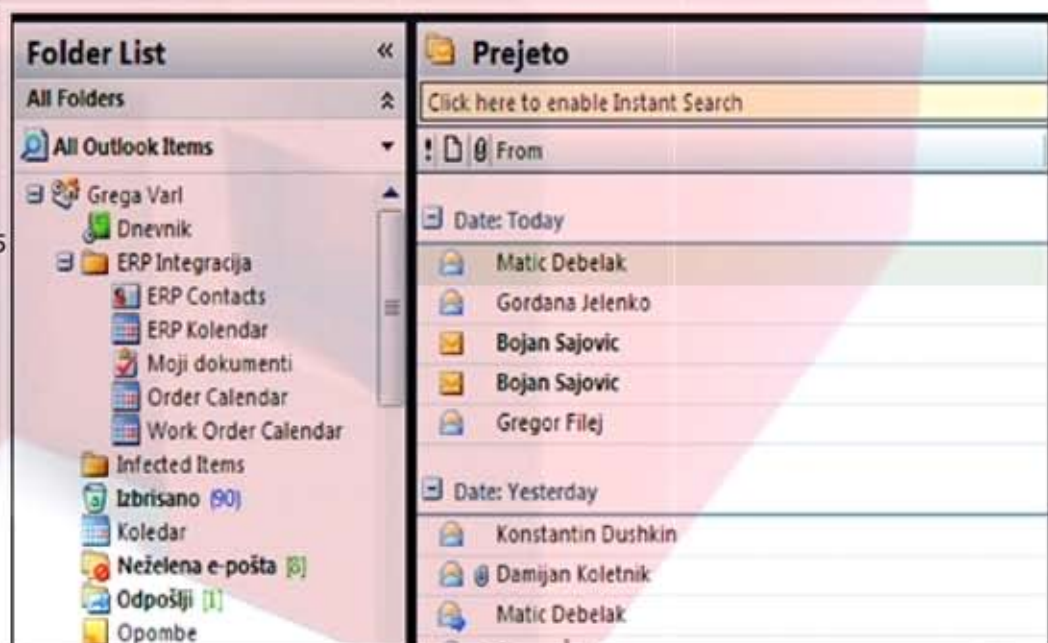 Folder List «
All Folders
All Outlook Items
Grega Varl
Dnevnik
ERP Integracija
ERP Contacts
ERP Kolendar
Moji dokumenti
Order Calendar
Work Order Calendar
Infected Items
Izbrisano (90)
Koledar
Neželena e-pošta [8]
Odpošlji [1]
Opombe
Prejeto
Click here to enable Instant Search
! From
Date: Today
Matic Debelak
Gordana Jelenko
Bojan Sajovic
Bojan Sajovic
Gregor Filej
Date: Yesterday
Konstantin Dushkin
Damijan Koletnik
Matic Debelak